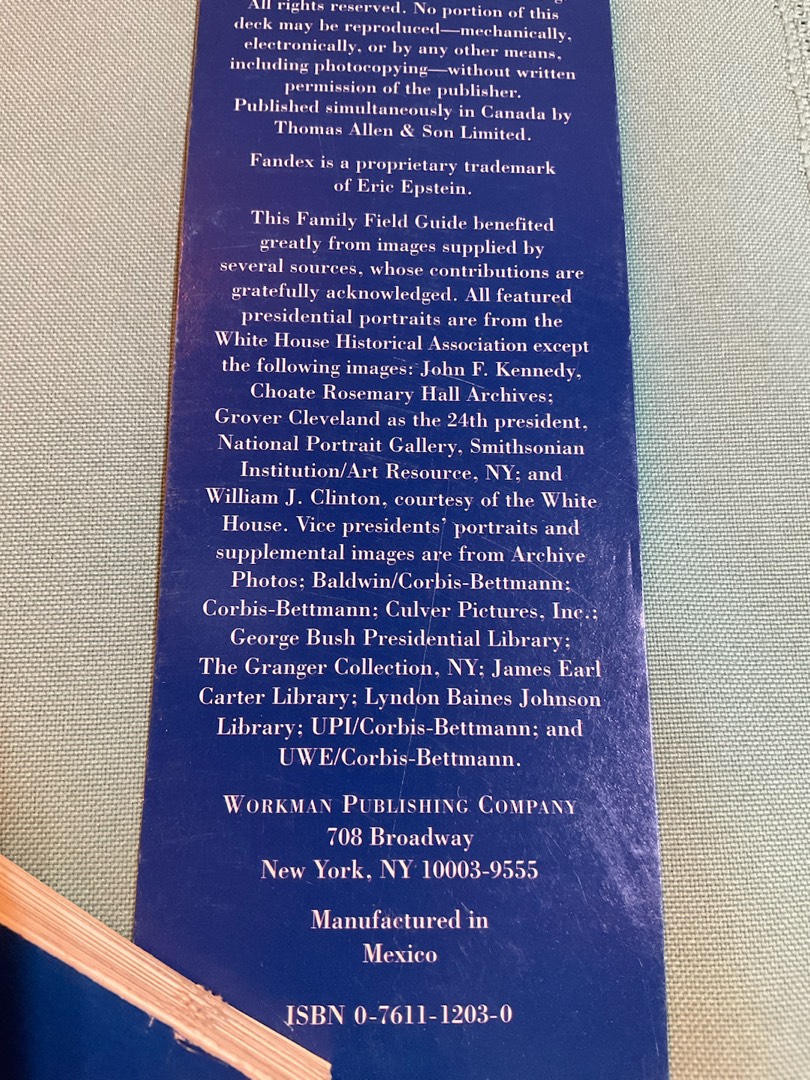 All rights reserved. No portion of this
deck may be reproduced—mechanically,
electronically, or by any other means,
including photocopying—without written
permission of the publisher.
Published simultaneously in Canada by
Thomas Allen & Son Limited.
Fandex is a proprietary trademark
of Eric Epstein.
This Family Field Guide benefited
greatly from images supplied by
several sources, whose contributions are
gratefully acknowledged. All featured
presidential portraits are from the
White House Historical Association except
the following images: John F. Kennedy,
Choate Rosemary Hall Archives;
Grover Cleveland as the 24th president,
National Portrait Gallery, Smithsonian
Institution/Art Resource, NY; and
William J. Clinton, courtesy of the White
House. Vice presidents' portraits and
supplemental images are from Archive
Photos; Baldwin/Corbis-Bettmann;
Corbis-Bettmann; Culver Pictures, Inc.;
George Bush Presidential Library;
The Granger Collection, NY; James Earl
Carter Library; Lyndon Baines Johnson
Library; UPI/Corbis-Bettmann; and
UWE/Corbis-Bettmann.
WORKMAN PUBLISHING COMPANY
708 Broadway
New York, NY 10003-9555
Manufactured in
Mexico
ISBN 0-7611-1203-0